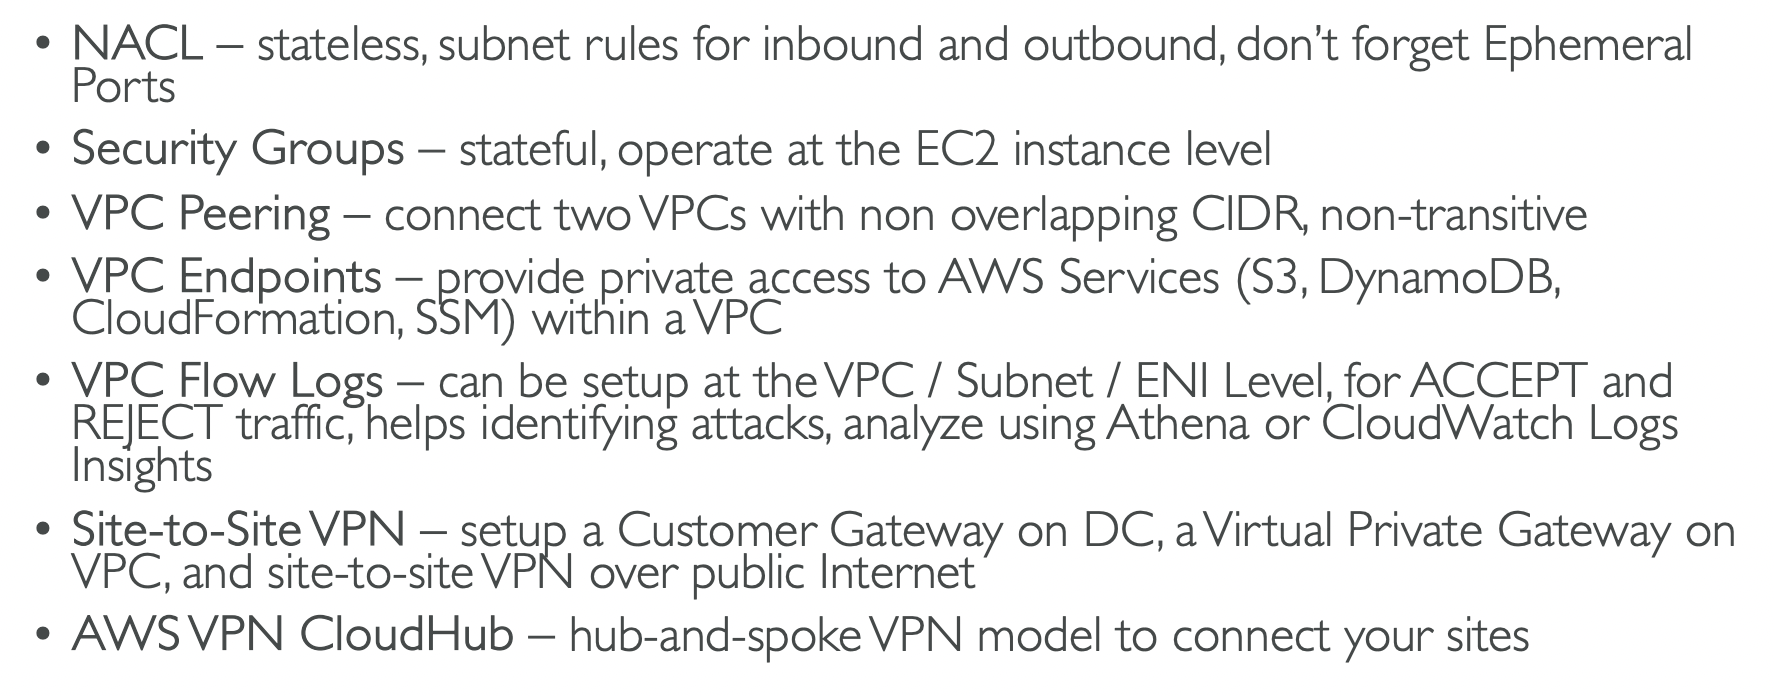 • NACL – stateless, subnet rules for inbound and outbound, don’t forget Ephemeral
Ports
• Security Groups – stateful, operate at the EC2 instance level
• VPC Peering – connect two VPCs with non overlapping CIDR, non-transitive
• VPC Endpoints – provide private access to AWS Services (S3, DynamoDB,
CloudFormation, SSM) within a VPC
• VPC Flow Logs – can be setup at the VPC / Subnet / ENI Level, for ACCEPT and
REJECT traffic, helps identifying attacks, analyze using Athena or CloudWatch Logs
Insights
• Site-to-Site VPN – setup a Customer Gateway on DC, a Virtual Private Gateway on
VPC, and site-to-site VPN over public Internet
• AWS VPN CloudHub – hub-and-spoke VPN model to connect your sites